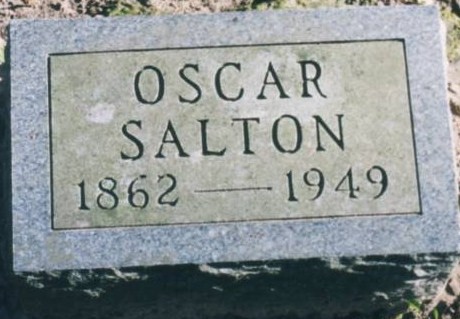 OSCAR
SALTON
1862 — 1949